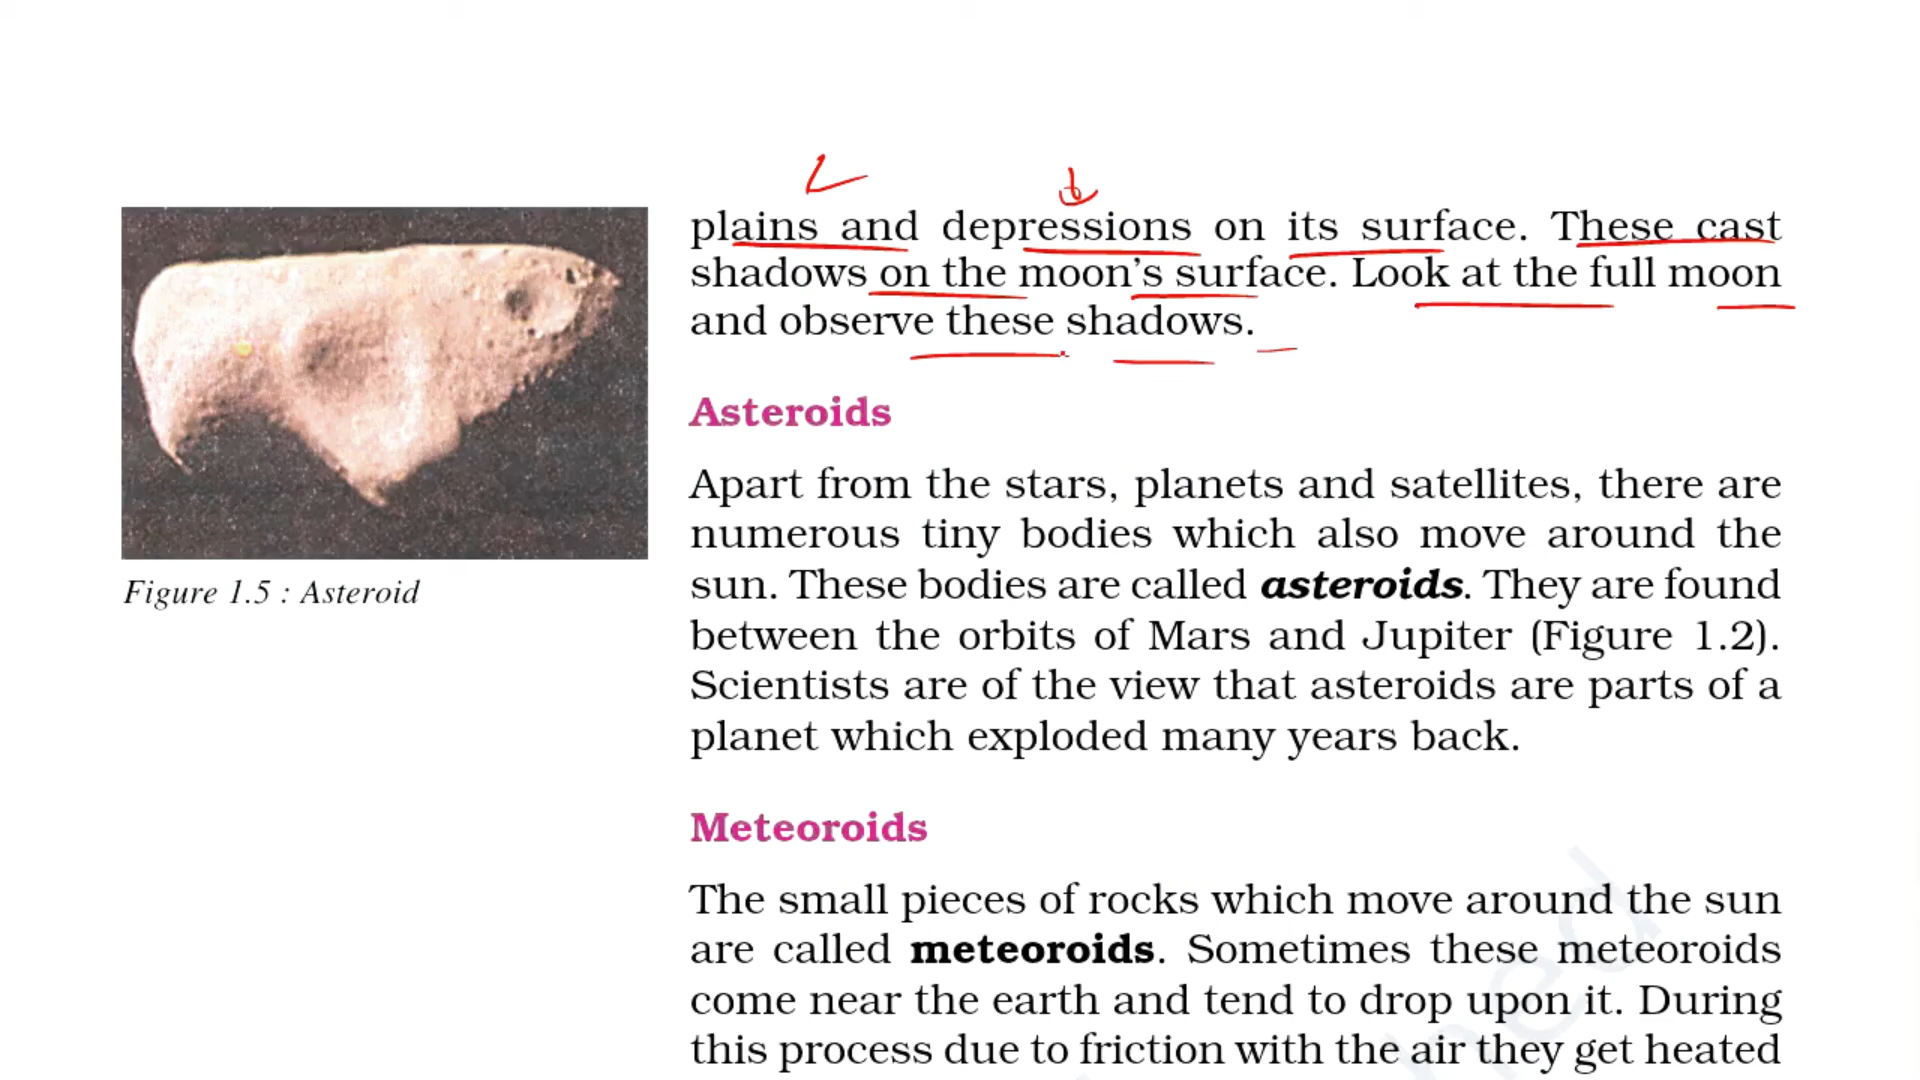 plains and depressions on its surface. These cast
shadows on the moon’s surface. Look at the full moon
and observe these shadows.
Asteroids
Apart from the stars, planets and satellites, there are
numerous tiny bodies which also move around the
sun. These bodies are called asteroids. They are found
between the orbits of Mars and Jupiter (Figure 1.2).
Scientists are of the view that asteroids are parts of a
planet which exploded many years back.
Figure 1.5 : Asteroid
Meteoroids
The small pieces of rocks which move around the sun
are called meteoroids. Sometimes these meteoroids
come near the earth and tend to drop upon it. During
this process due to friction with the air they get heated